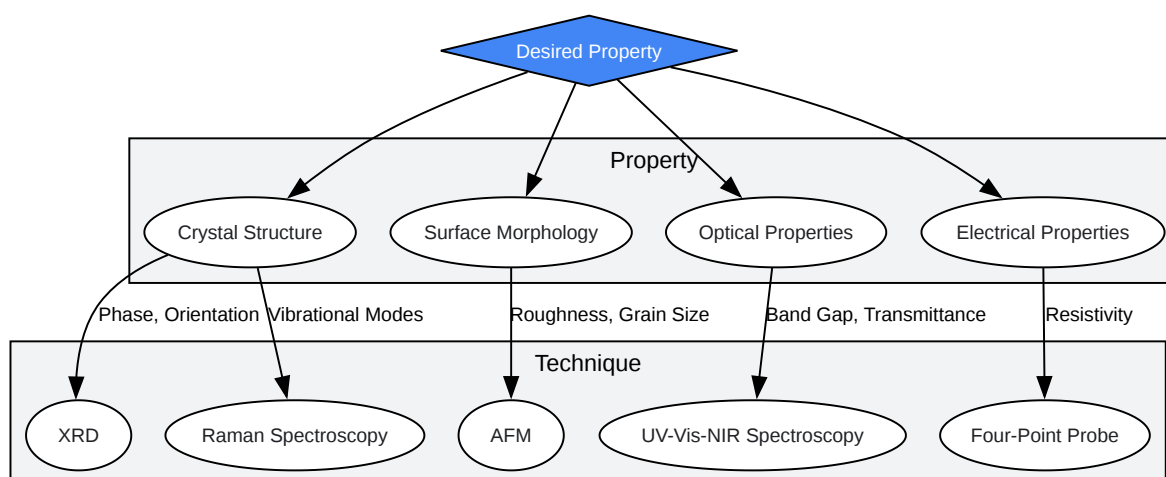 Desired Property
Property
Crystal Structure
Surface Morphology
Optical Properties
Electrical Properties
Phase, Orientation
Vibrational Modes
Roughness, Grain Size
Band Gap, Transmittance
Resistivity
Technique
XRD
Raman Spectroscopy
AFM
UV-Vis-NIR Spectroscopy
Four-Point Probe